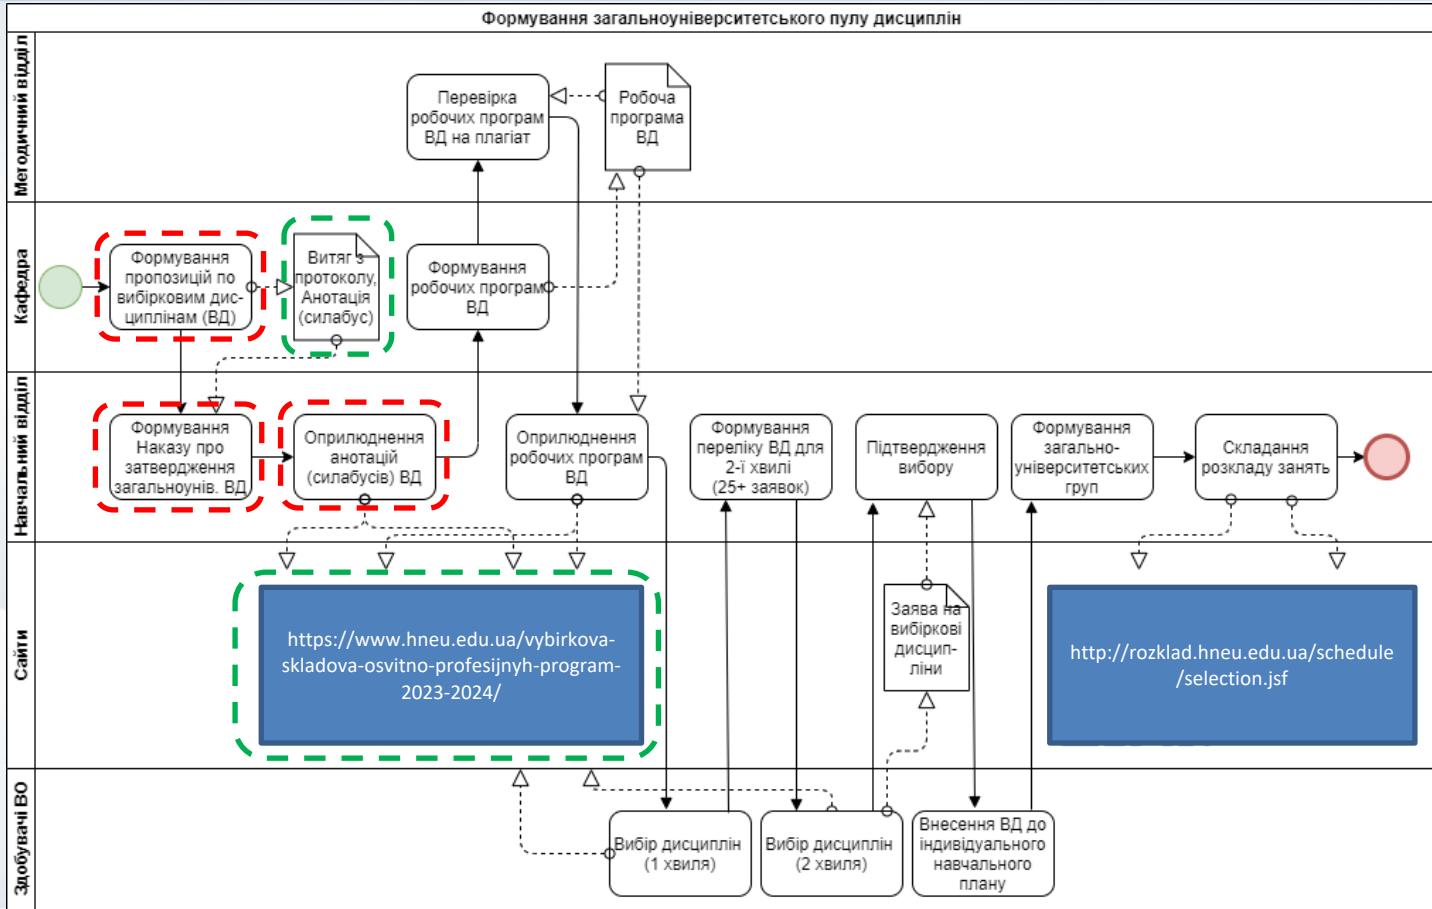 Формування загальноуніверситетського пулу дисциплін
Методичний відділ
Перевірка
робочих програм
ВД на плагіат
Робоча
програма
ВД
Кафедра
Формування
пропозицій по
вибірковим дис-
циплінам (ВД)
Витяг з
протоколу,
Анотація
(силабус)
Формування
робочих програм
ВД
Навчальний відділ
Формування
Наказу про
затвердження
загальноунів. ВД
Оприлюднення
анотацій
(силабусів) ВД
Оприлюднення
робочих програм
ВД
Формування
переліку ВД для
2-ї хвилі
(25+ заявок)
Підтвердження
вибору
Формування
загально-
університетських
груп
Складання
розкладу занять
Сайти
https://www.hneu.edu.ua/vybirkova-
skladova-osvitno-profesijnyh-program-
2023-2024/
Заява на
вибіркові
дисцип-
ліни
http://rozklad.hneu.edu.ua/schedule
/selection.jsf
Здобувачі ВО
Вибір дисциплін
(1 хвиля)
Вибір дисциплін
(2 хвиля)
Внесення ВД до
індивідуального
навчального
плану